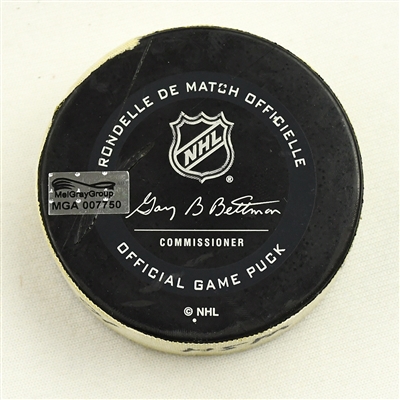 RONDELLE DE MATCH OFFICIELLE
NHL
®
MeiGrayGroup
MGA 007750
Gary B Bettman
COMMISSIONER
OFFICIAL GAME PUCK
© NHL